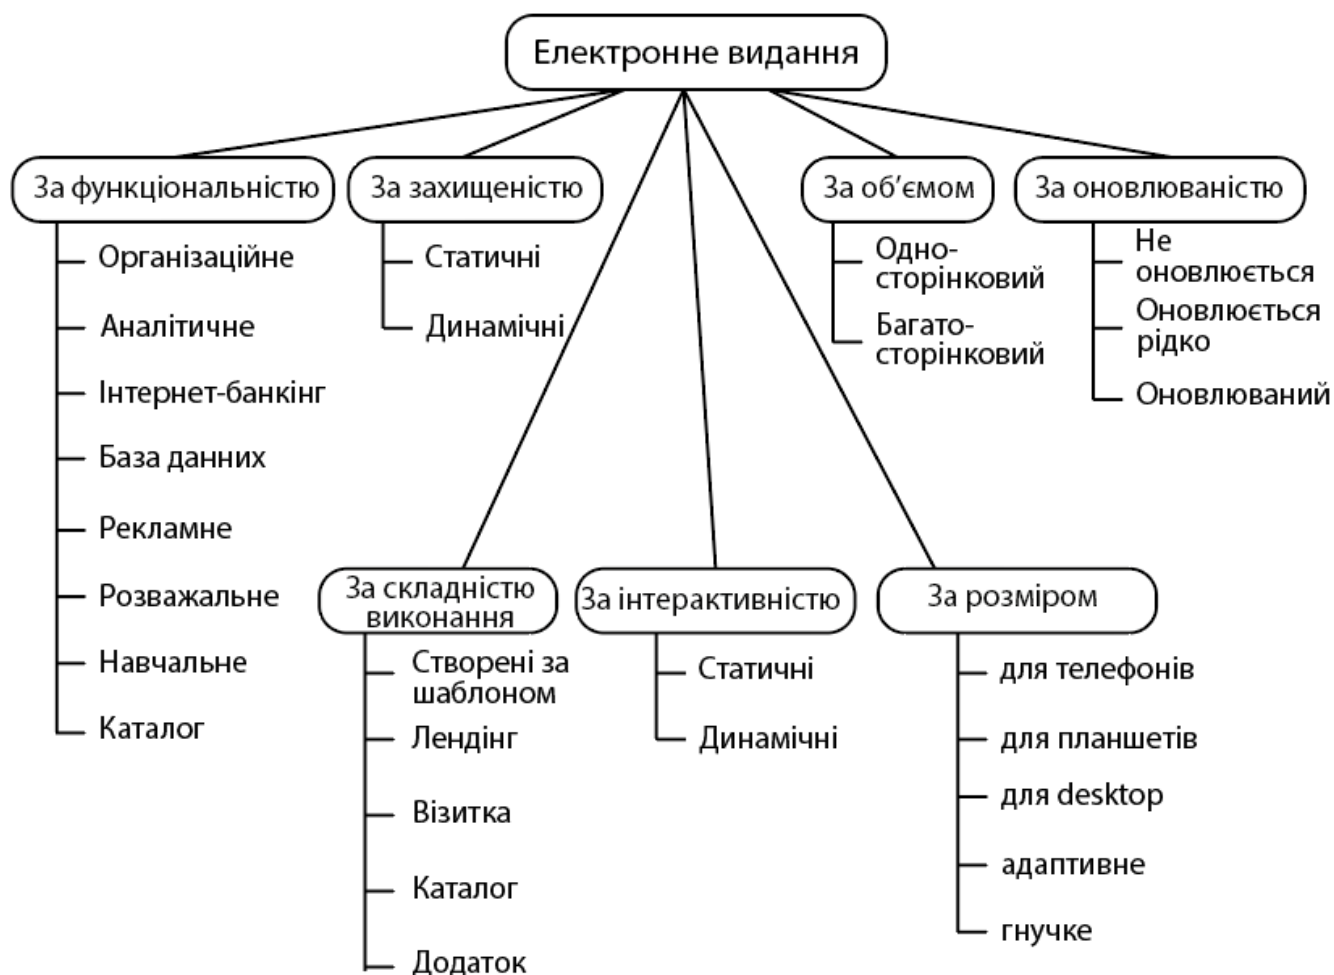 Електронне видання
За функціональністю
Організаційне
Аналітичне
Інтернет-банкінг
База данних
Рекламне
Розважальне
Навчальне
Каталог
За захищеністю
Статичні
Динамічні
За об’ємом
Одно-
сторінковий
Багато-
сторінковий
За оновлюваністю
Не
оновлюється
Оновлюється
рідко
Оновлюваний
За складністю
виконання
Створені за
шаблоном
Лендінг
Візитка
Каталог
Додаток
За інтерактивністю
Статичні
Динамічні
За розміром
для телефонів
для планшетів
для desktop
адаптивне
гнучке